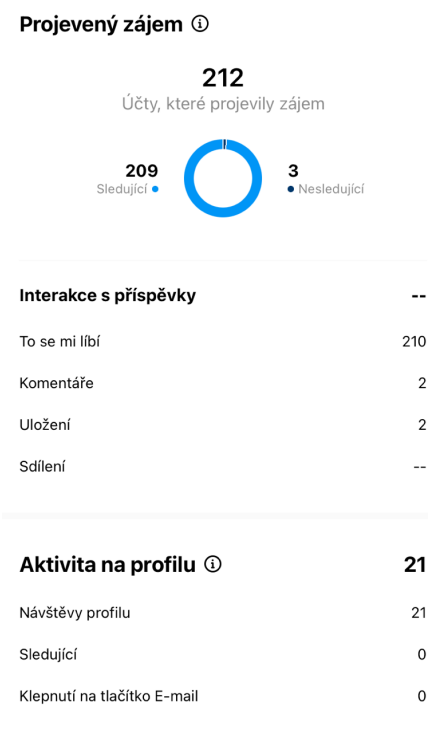 Projevený zájem
212
Účty, které projevily zájem
209
Sledující
3
Nesledující
Interakce s příspěvky --
To se mi líbí 210
Komentáře 2
Uložení 2
Sdílení --
Aktivita na profilu 21
Návštěvy profilu 21
Sledující 0
Klepnutí na tlačítko E-mail 0